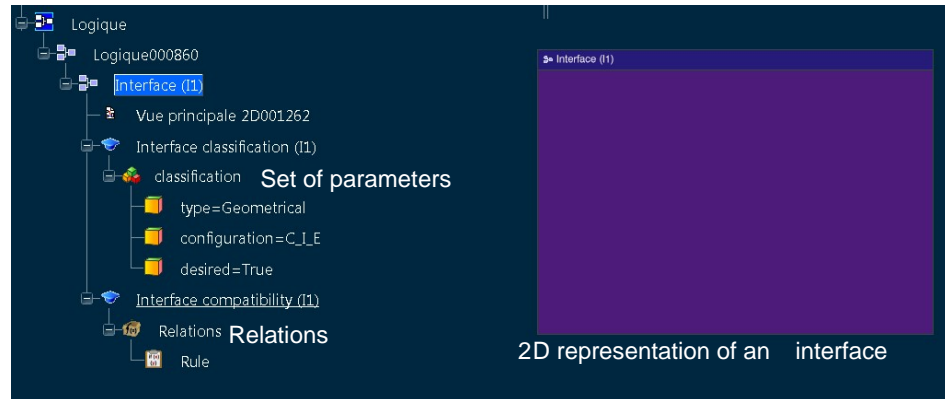 Logique
Logique000860
Interface (I1)
Interface (I1)
Vue principale 2D001262
Interface classification (I1)
classification Set of parameters
type=Geometrical
configuration=C_I_E
desired=True
Interface compatibility (I1)
Relations Relations
2D representation of an interface
Rule